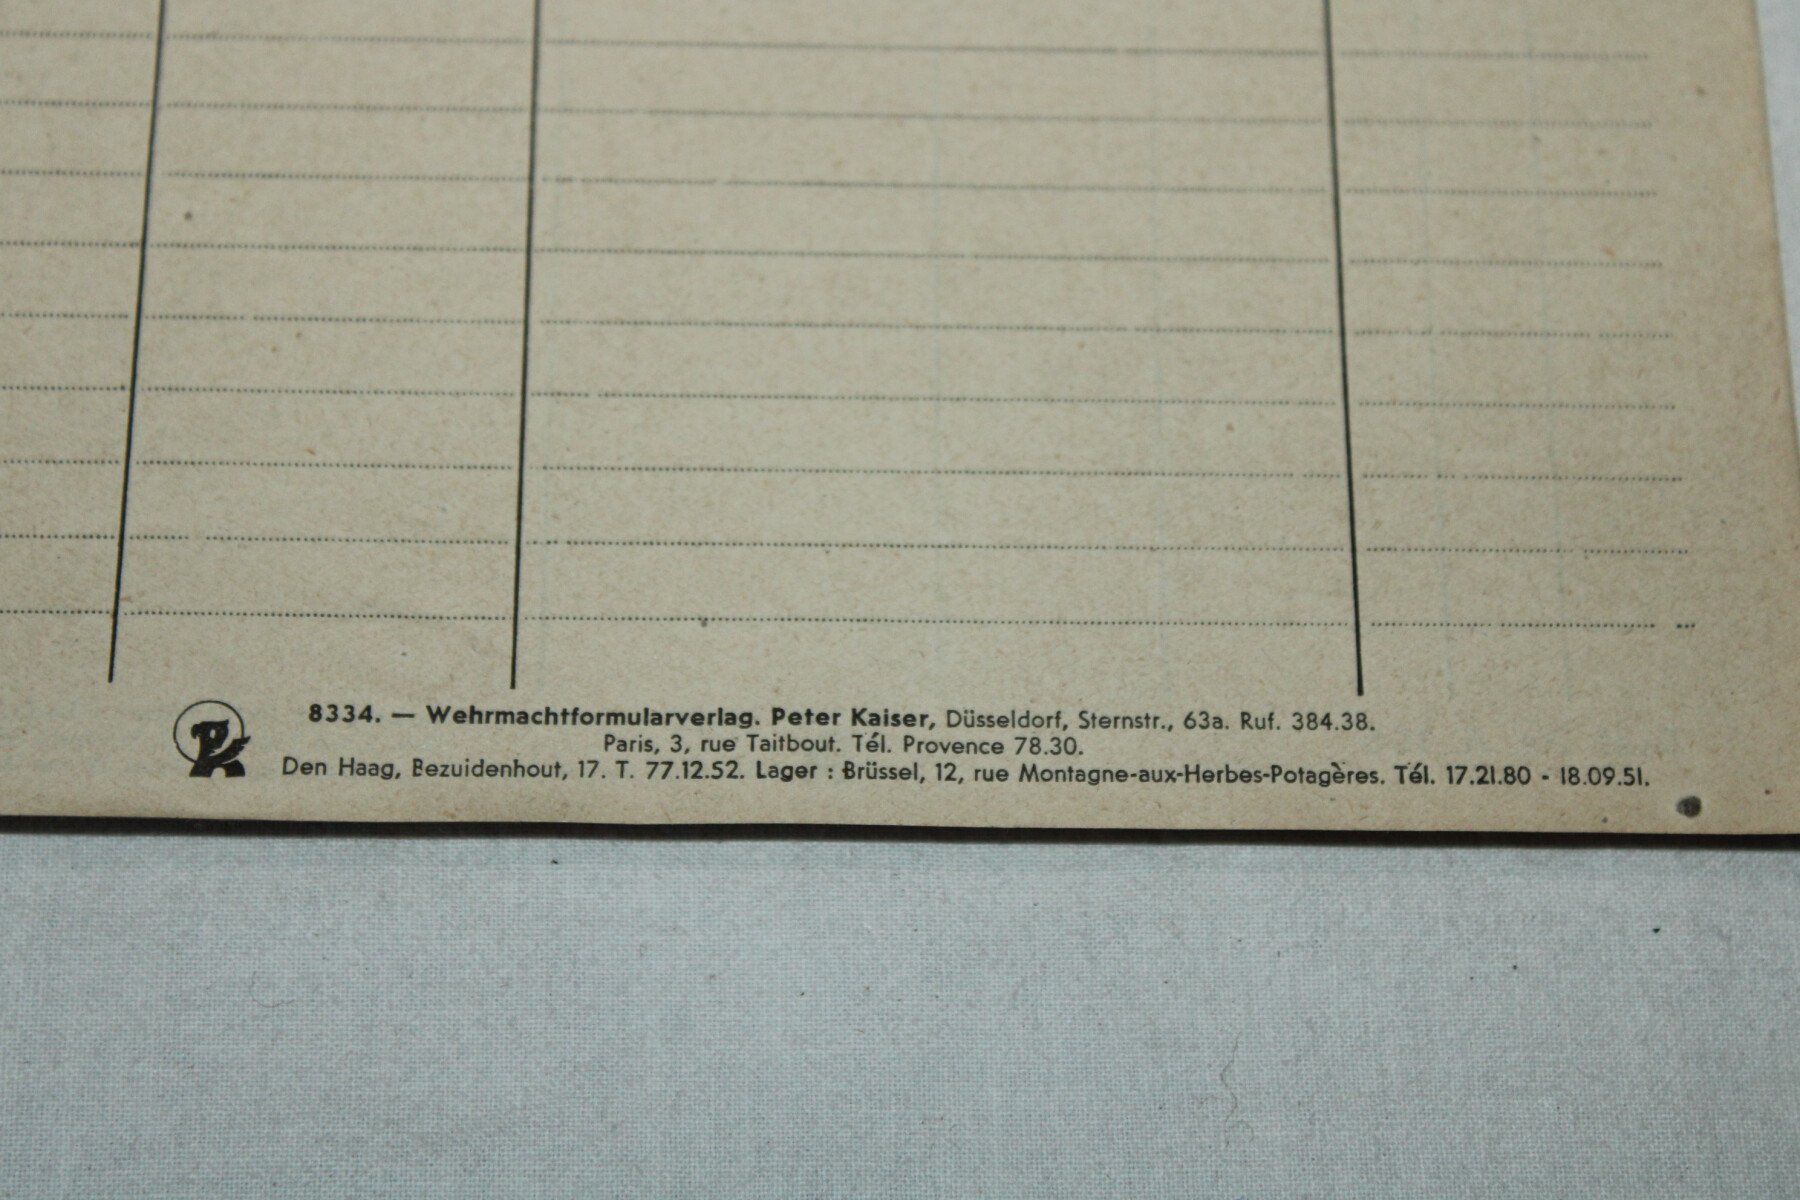 8334. — Wehrmachtformularverlag. Peter Kaiser, Düsseldorf, Sternstr., 63a. Ruf. 384.38.
Paris, 3, rue Taitbout. Tél. Provence 78.30.
Den Haag, Bezuidenhout, 17. T. 77.12.52. Lager : Brüssel, 12, rue Montagne-aux-Herbes-Potagères. Tél. 17.21.80 - 18.09.51.